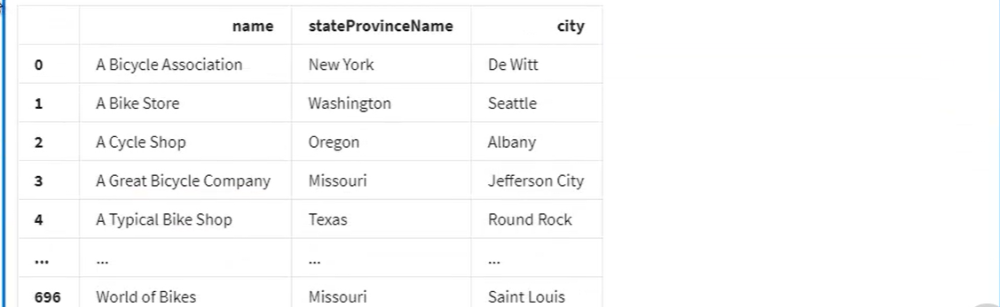 name stateProvinceName city
0 A Bicycle Association New York De Witt
1 A Bike Store Washington Seattle
2 A Cycle Shop Oregon Albany
3 A Great Bicycle Company Missouri Jefferson City
4 A Typical Bike Shop Texas Round Rock
... ... ... ...
696 World of Bikes Missouri Saint Louis